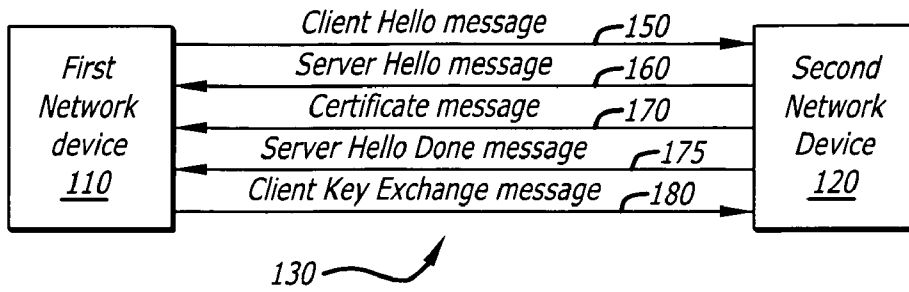 First
Network
device
110
Client Hello message
150
Server Hello message
160
Certificate message
170
Server Hello Done message
175
Client Key Exchange message
180
Second
Network
Device
120
130